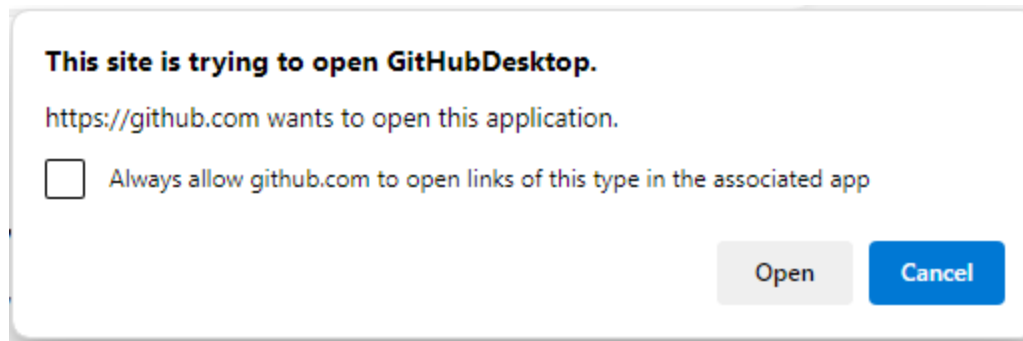 This site is trying to open GitHubDesktop.
https://github.com wants to open this application.
Always allow github.com to open links of this type in the associated app
Open
Cancel